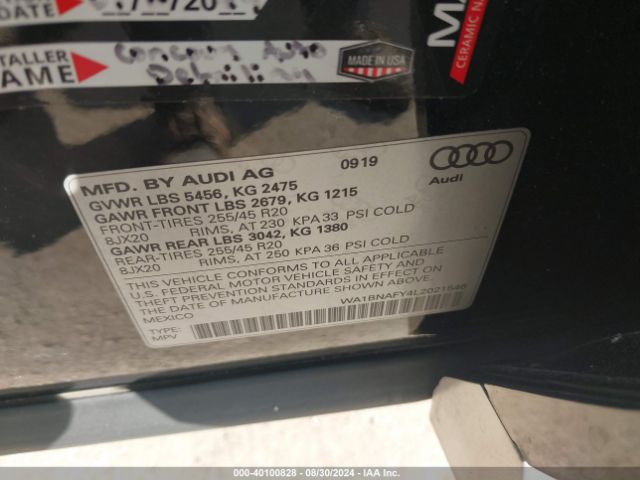 DATE
/20
MA
CERAMIC
TALLER
AME
MADE IN USA
MFD. BY AUDI AG 0919
Audi
GVWR LBS 5456, KG 2475
GAWR FRONT LBS 2679, KG 1215
FRONT-TIRES 255/45 R20
8JX20 RIMS, AT 230 KPA 33 PSI COLD
GAWR REAR LBS 3042, KG 1380
REAR-TIRES 255/45 R20
8JX20 RIMS, AT 250 KPA 36 PSI COLD
THIS VEHICLE CONFORMS TO ALL APPLICABLE
U.S. FEDERAL MOTOR VEHICLE SAFETY AND
THEFT PREVENTION STANDARDS IN EFFECT ON
THE DATE OF MANUFACTURE SHOWN ABOVE.
MEXICO WA1BNAFY4L2021546
TYPE:
MPV
000-40100828 - 08/30/2024 - IAA Inc.